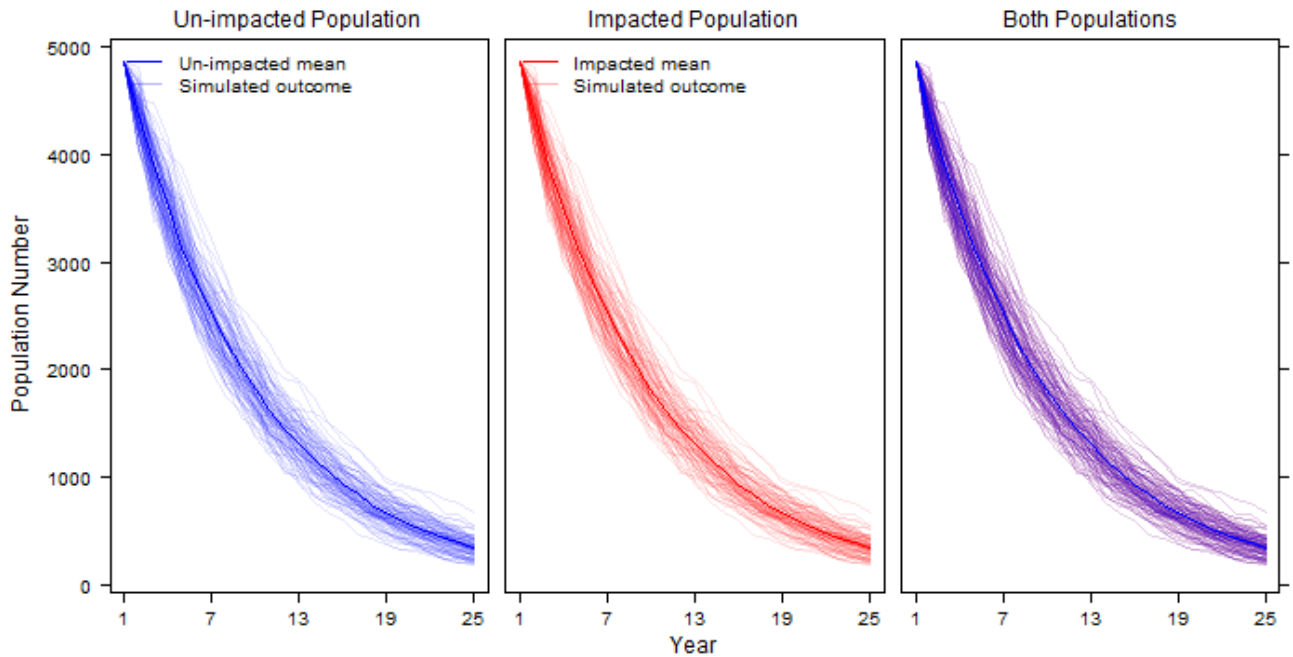 Un-impacted Population
Impacted Population
Both Populations
Un-impacted mean
Simulated outcome
Impacted mean
Simulated outcome
Population Number
5000
4000
3000
2000
1000
0
1 7 13 19 25
1 7 13 19 25
1 7 13 19 25
Year